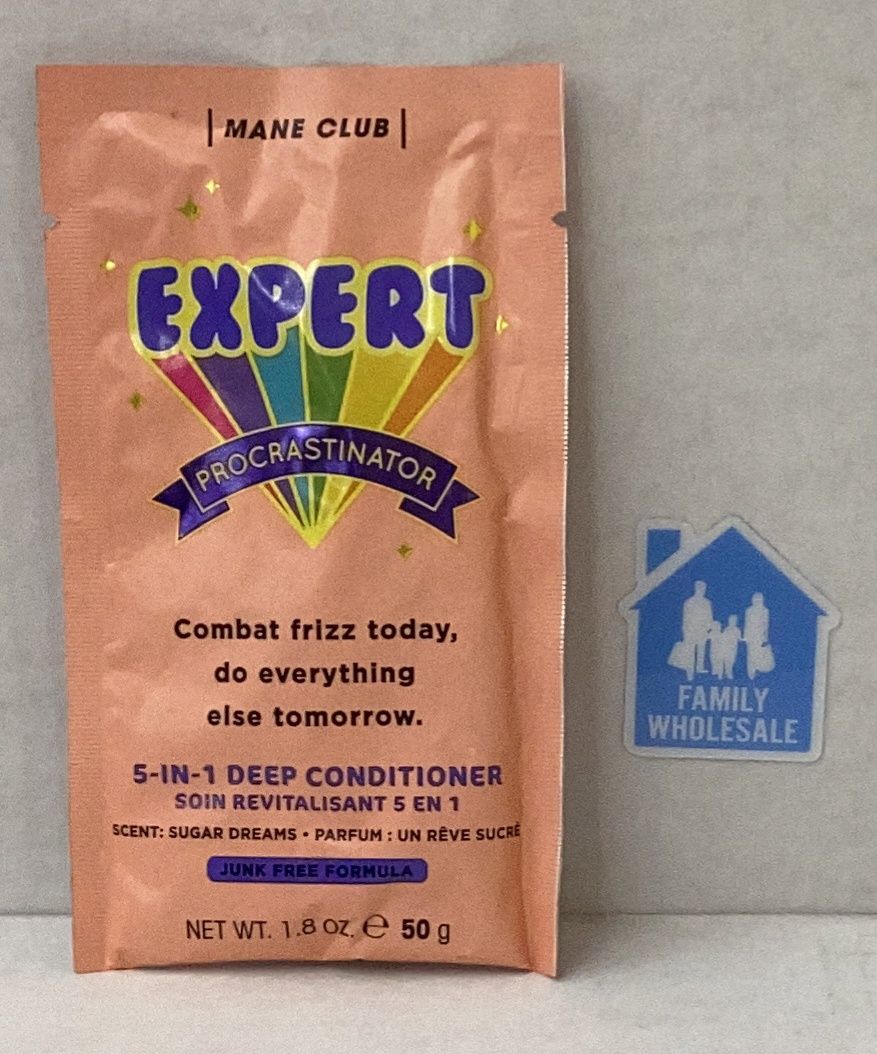 | MANE CLUB |
EXPERT
PROCRASTINATOR
Combat frizz today,
do everything
else tomorrow.
5-IN-1 DEEP CONDITIONER
SOIN REVITALISANT 5 EN 1
SCENT: SUGAR DREAMS • PARFUM : UN RÊVE SUCRÉ
JUNK FREE FORMULA
NET WT. 1.8 OZ. ℮ 50 g
FAMILY
WHOLESALE